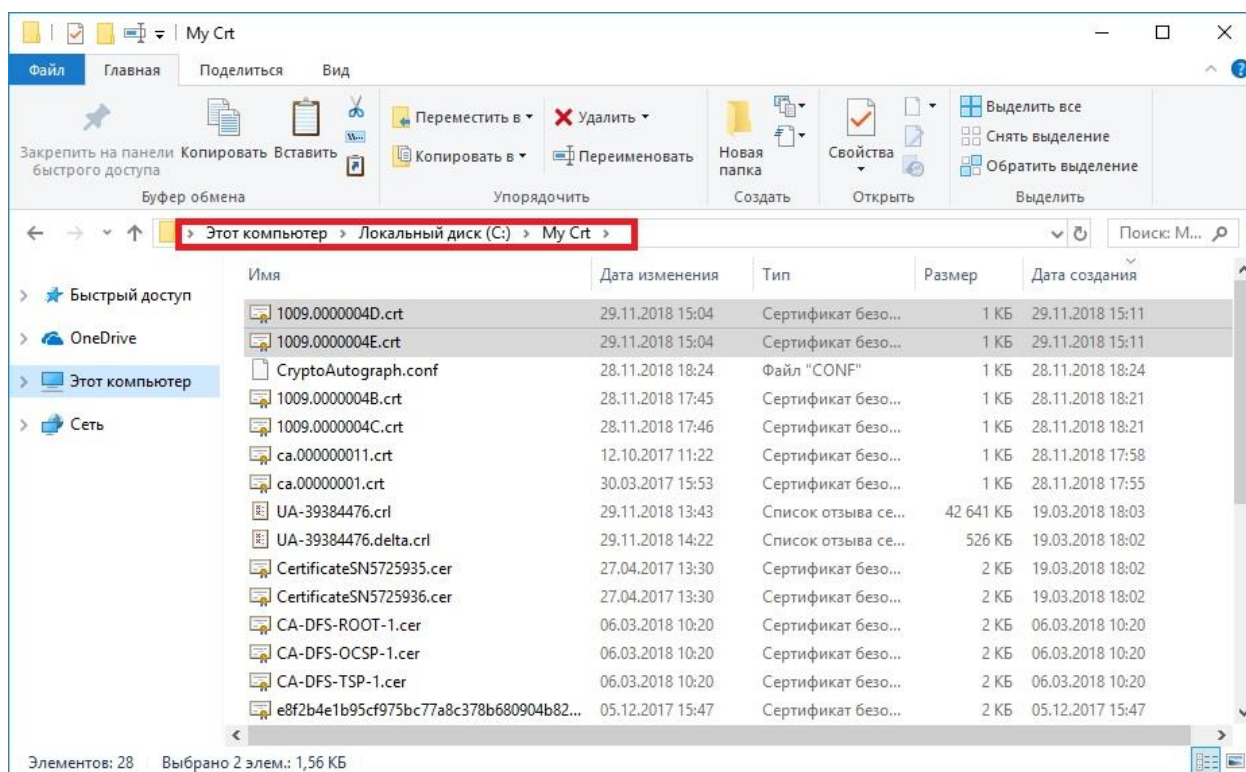 My Crt
Файл Главная Поделиться Вид
Закрепить на панели быстрого доступа
Копировать
Вставить
Переместить в
Копировать в
Удалить
Переименовать
Новая папка
Свойства
Выделить все
Снять выделение
Обратить выделение
Буфер обмена Упорядочить Создать Открыть Выделить
Этот компьютер > Локальный диск (C:) > My Crt > Поиск: M...
Быстрый доступ
OneDrive
Этот компьютер
Сеть
Имя Дата изменения Тип Размер Дата создания
1009.0000004D.crt 29.11.2018 15:04 Сертификат безо... 1 КБ 29.11.2018 15:11
1009.0000004E.crt 29.11.2018 15:04 Сертификат безо... 1 КБ 29.11.2018 15:11
CryptoAutograph.conf 28.11.2018 18:24 Файл "CONF" 1 КБ 28.11.2018 18:24
1009.0000004B.crt 28.11.2018 17:45 Сертификат безо... 1 КБ 28.11.2018 18:21
1009.0000004C.crt 28.11.2018 17:46 Сертификат безо... 1 КБ 28.11.2018 18:21
ca.000000011.crt 12.10.2017 11:22 Сертификат безо... 1 КБ 28.11.2018 17:58
ca.00000001.crt 30.03.2017 15:53 Сертификат безо... 1 КБ 28.11.2018 17:55
UA-39384476.crl 29.11.2018 13:43 Список отзыва се... 42 641 КБ 19.03.2018 18:03
UA-39384476.delta.crl 29.11.2018 14:22 Список отзыва се... 526 КБ 19.03.2018 18:02
CertificateSN5725935.cer 27.04.2017 13:30 Сертификат безо... 2 КБ 19.03.2018 18:02
CertificateSN5725936.cer 27.04.2017 13:30 Сертификат безо... 2 КБ 19.03.2018 18:02
CA-DFS-ROOT-1.cer 06.03.2018 10:20 Сертификат безо... 2 КБ 06.03.2018 10:20
CA-DFS-OCSP-1.cer 06.03.2018 10:20 Сертификат безо... 2 КБ 06.03.2018 10:20
CA-DFS-TSP-1.cer 06.03.2018 10:20 Сертификат безо... 2 КБ 06.03.2018 10:20
e8f2b4e1b95cf975bc77a8c378b680904b82... 05.12.2017 15:47 Сертификат безо... 2 КБ 05.12.2017 15:47
Элементов: 28 Выбрано 2 элем.: 1,56 КБ